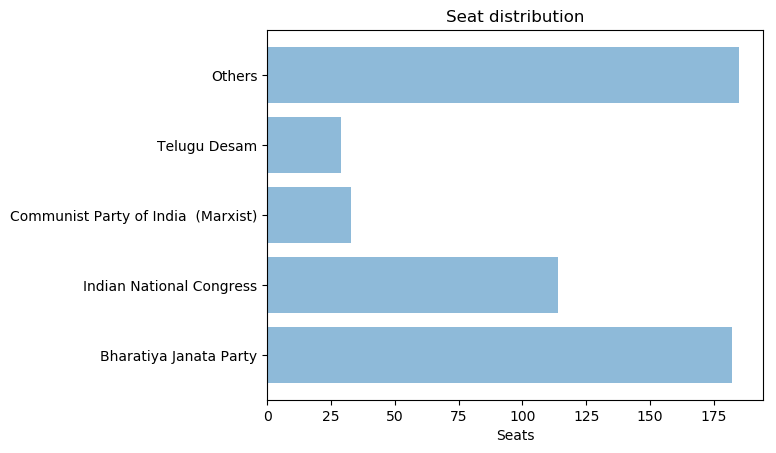 Seat distribution
Others
Telugu Desam
Communist Party of India  (Marxist)
Indian National Congress
Bharatiya Janata Party
0 25 50 75 100 125 150 175
Seats